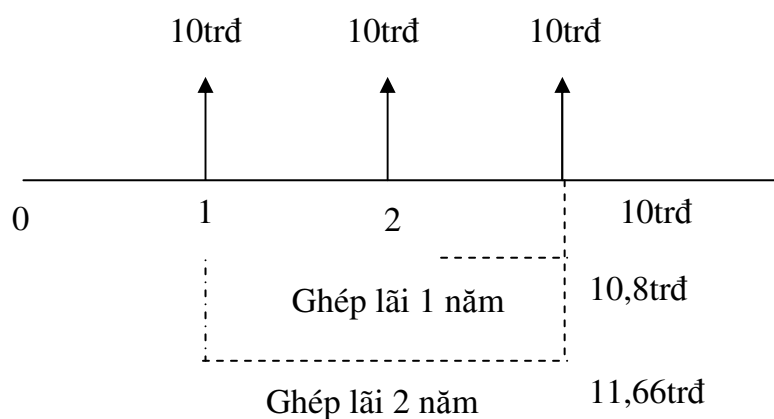 10trđ 10trđ 10trđ
0 1 2 10trđ
Ghép lãi 1 năm 10,8trđ
Ghép lãi 2 năm 11,66trđ